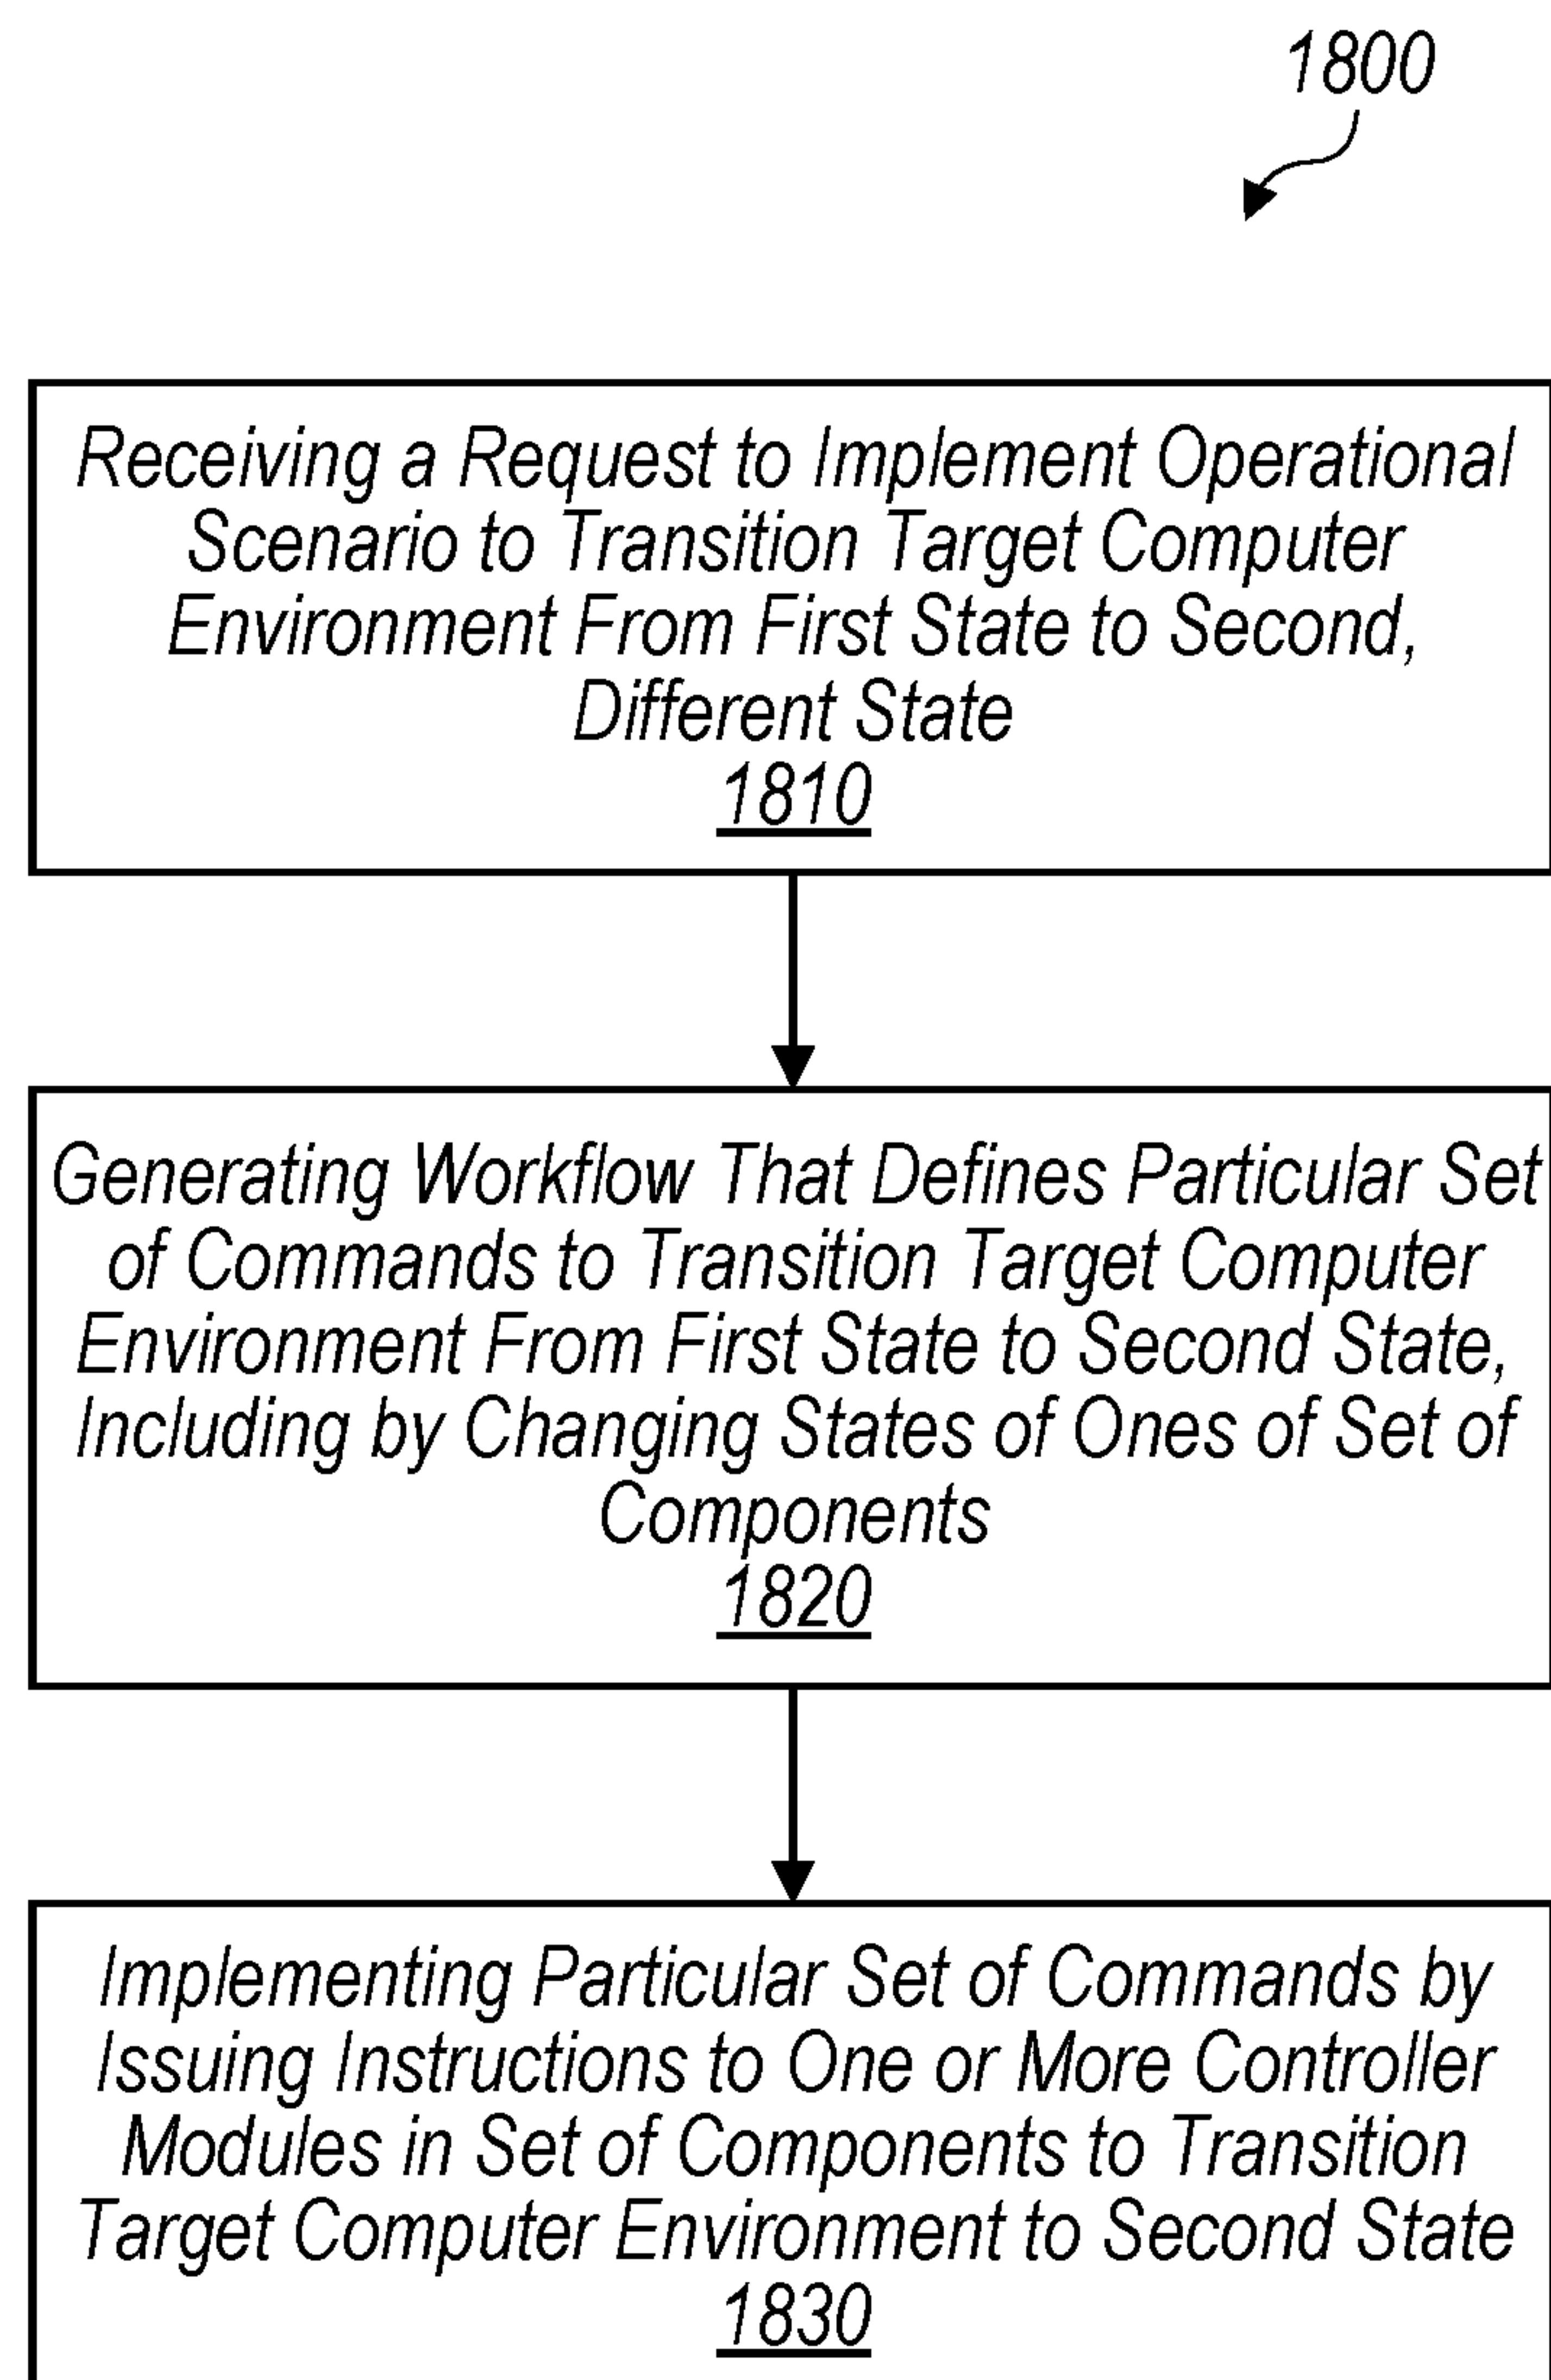 1800
Receiving a Request to Implement Operational
Scenario to Transition Target Computer
Environment From First State to Second,
Different State
1810
Generating Workflow That Defines Particular Set
of Commands to Transition Target Computer
Environment From First State to Second State,
Including by Changing States of Ones of Set of
Components
1820
Implementing Particular Set of Commands by
Issuing Instructions to One or More Controller
Modules in Set of Components to Transition
Target Computer Environment to Second State
1830